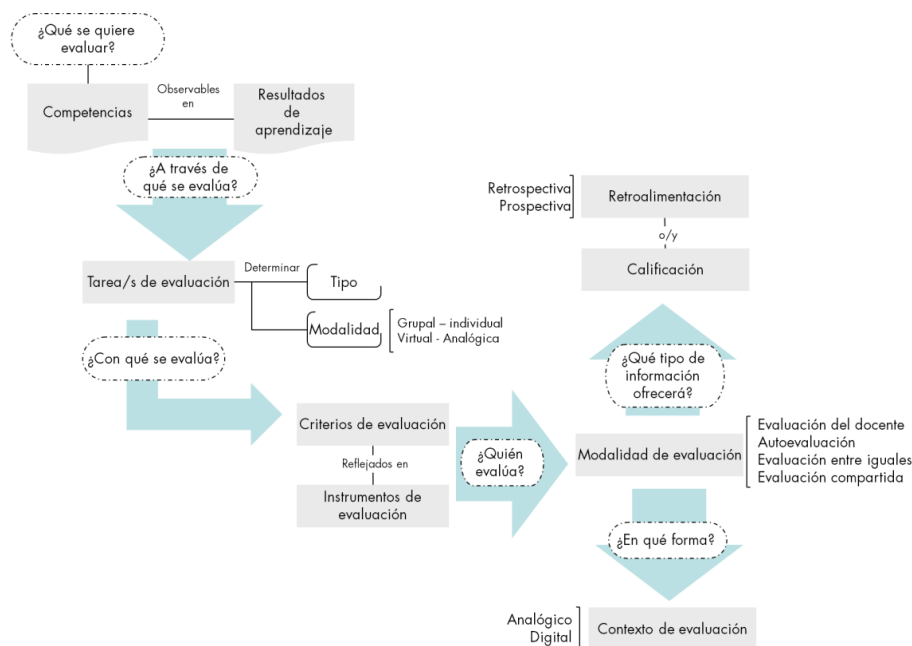 ¿Qué se quiere
evaluar?
Competencias
Observables
en
Resultados
de
aprendizaje
¿A través de
qué se evalúa?
Tarea/s de evaluación
Determinar
Tipo
Modalidad
Grupal – individual
Virtual - Analógica
¿Con qué se evalúa?
Criterios de evaluación
Reflejados en
Instrumentos de
evaluación
¿Quién
evalúa?
Modalidad de evaluación
Evaluación del docente
Autoevaluación
Evaluación entre iguales
Evaluación compartida
¿Qué tipo de
información
ofrecerá?
Calificación
o/y
Retroalimentación
Retrospectiva
Prospectiva
¿En qué forma?
Contexto de evaluación
Analógico
Digital